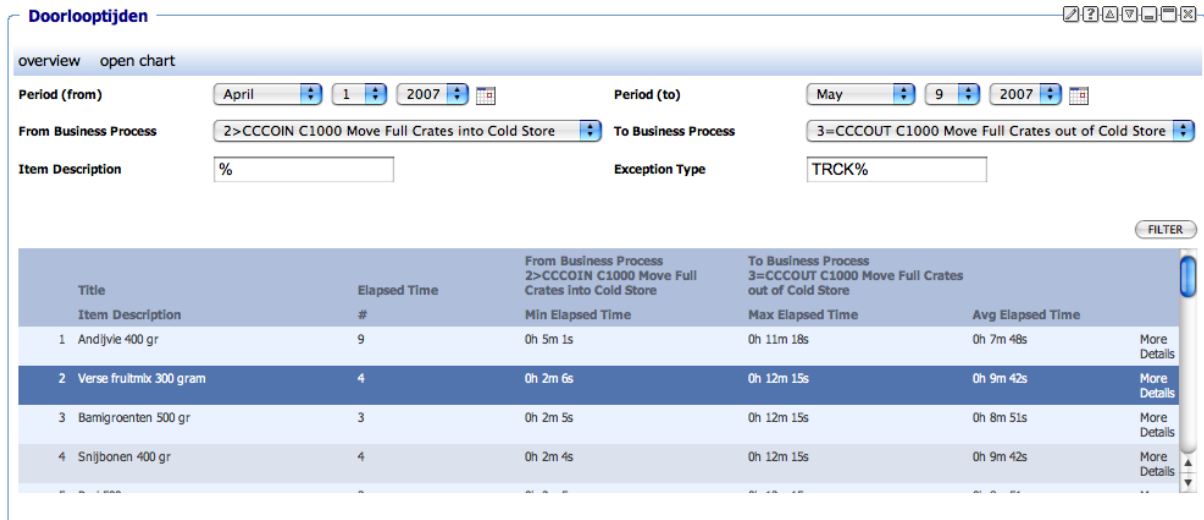 Doorlooptijden
overview open chart
Period (from) April 1 2007 Period (to) May 9 2007
From Business Process 2>CCCOIN C1000 Move Full Crates into Cold Store To Business Process 3=CCCOUT C1000 Move Full Crates out of Cold Store
Item Description % Exception Type TRCK%
FILTER
From Business Process To Business Process
2>CCCOIN C1000 Move Full 3=CCCOUT C1000 Move Full Crates
Title Elapsed Time Crates into Cold Store out of Cold Store
Item Description # Min Elapsed Time Max Elapsed Time Avg Elapsed Time
1 Andijvie 400 gr 9 0h 5m 1s 0h 11m 18s 0h 7m 48s More
Details
2 Verse fruitmix 300 gram 4 0h 2m 6s 0h 12m 15s 0h 9m 42s More
Details
3 Bamigroenten 500 gr 3 0h 2m 5s 0h 12m 15s 0h 8m 51s More
Details
4 Snijbonen 400 gr 4 0h 2m 4s 0h 12m 15s 0h 9m 42s More
Details